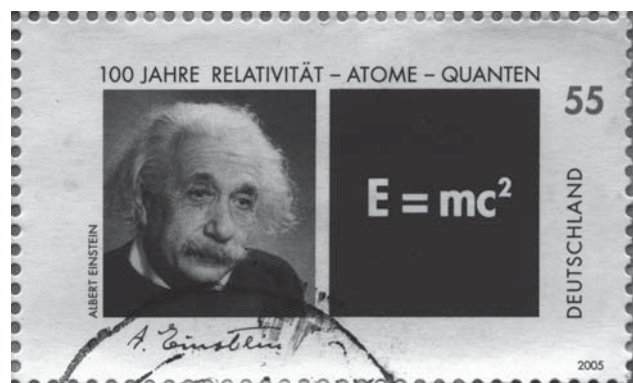 100 JAHRE RELATIVITÄT – ATOME – QUANTEN
55
ALBERT EINSTEIN
E = mc²
DEUTSCHLAND
A. Einstein
2005